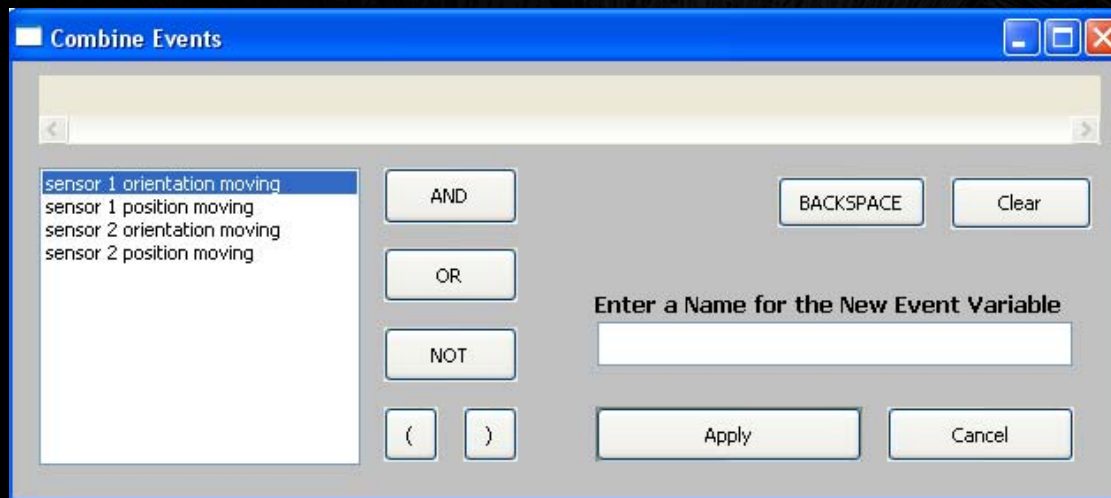 Combine Events
sensor 1 orientation moving
sensor 1 position moving
sensor 2 orientation moving
sensor 2 position moving
AND
OR
NOT
(
)
BACKSPACE
Clear
Enter a Name for the New Event Variable
Apply
Cancel